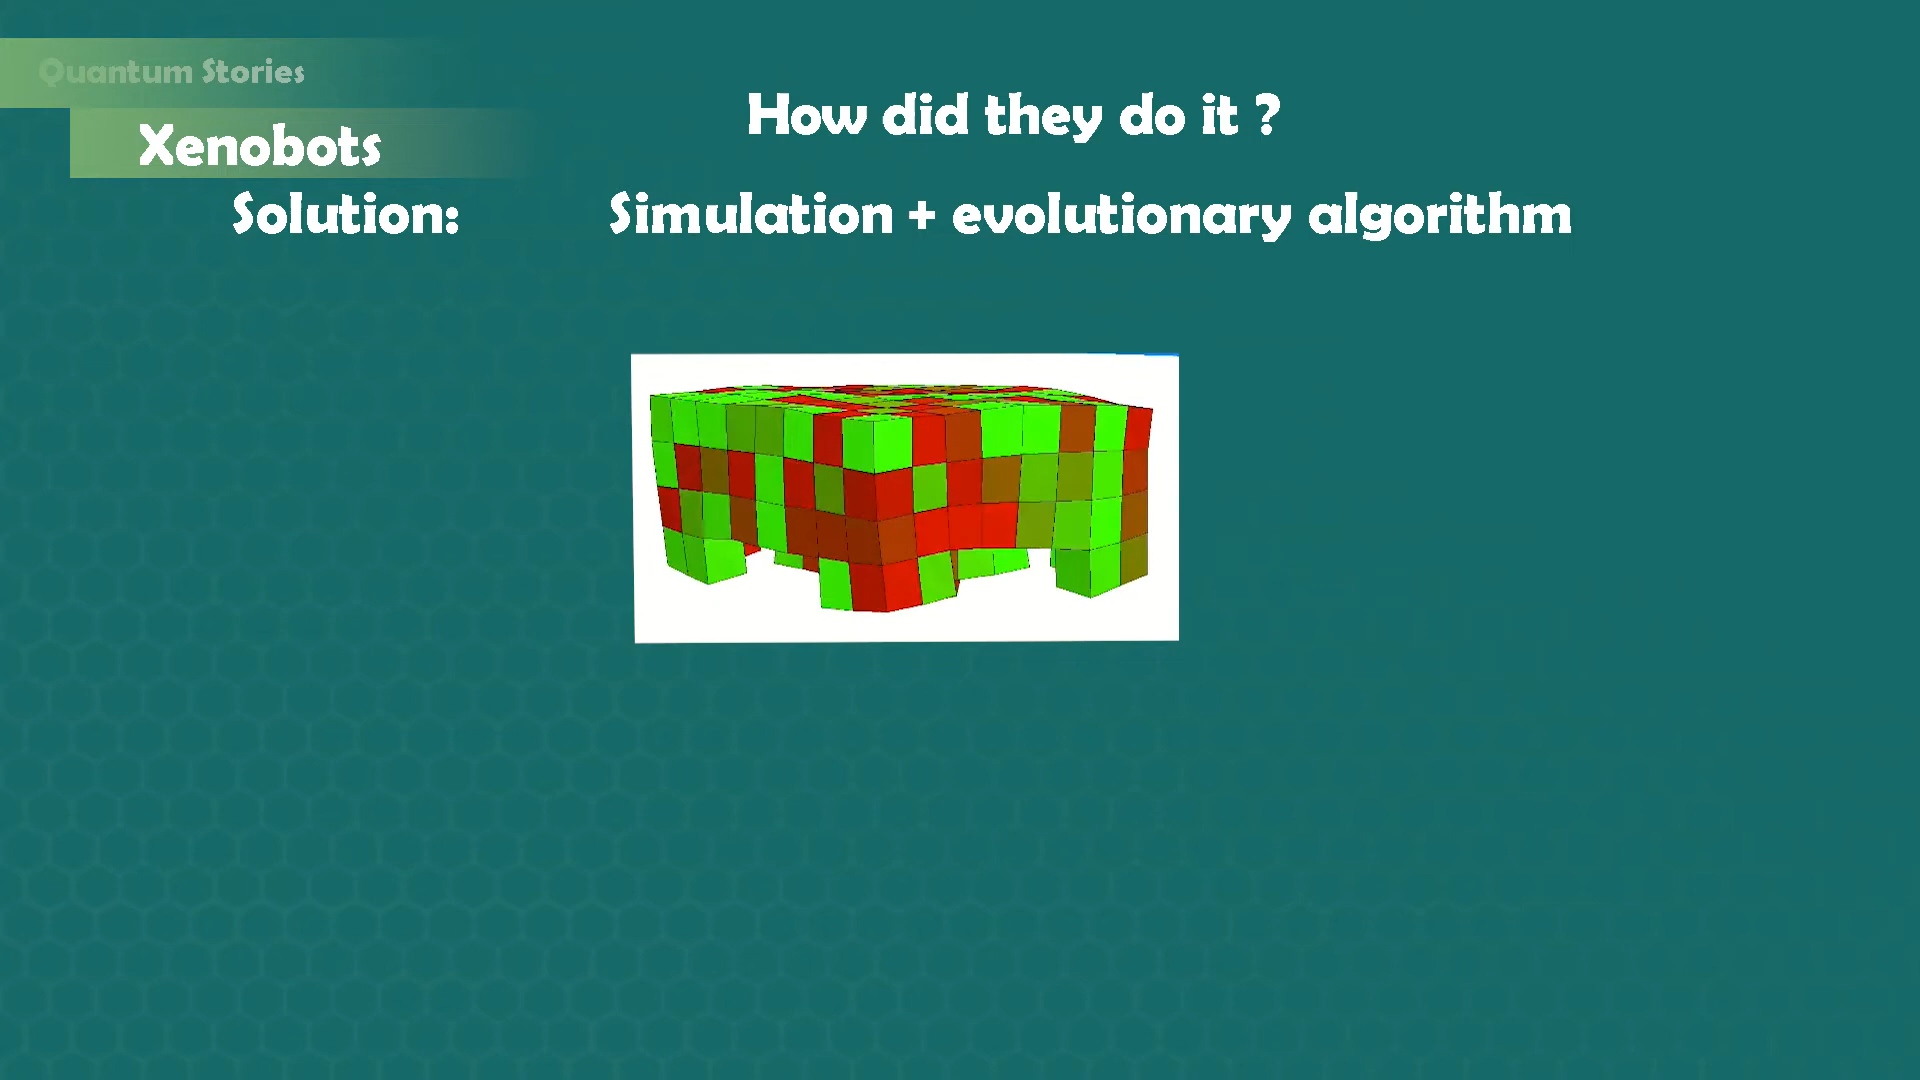 Quantum Stories
Xenobots
How did they do it ?
Solution: Simulation + evolutionary algorithm